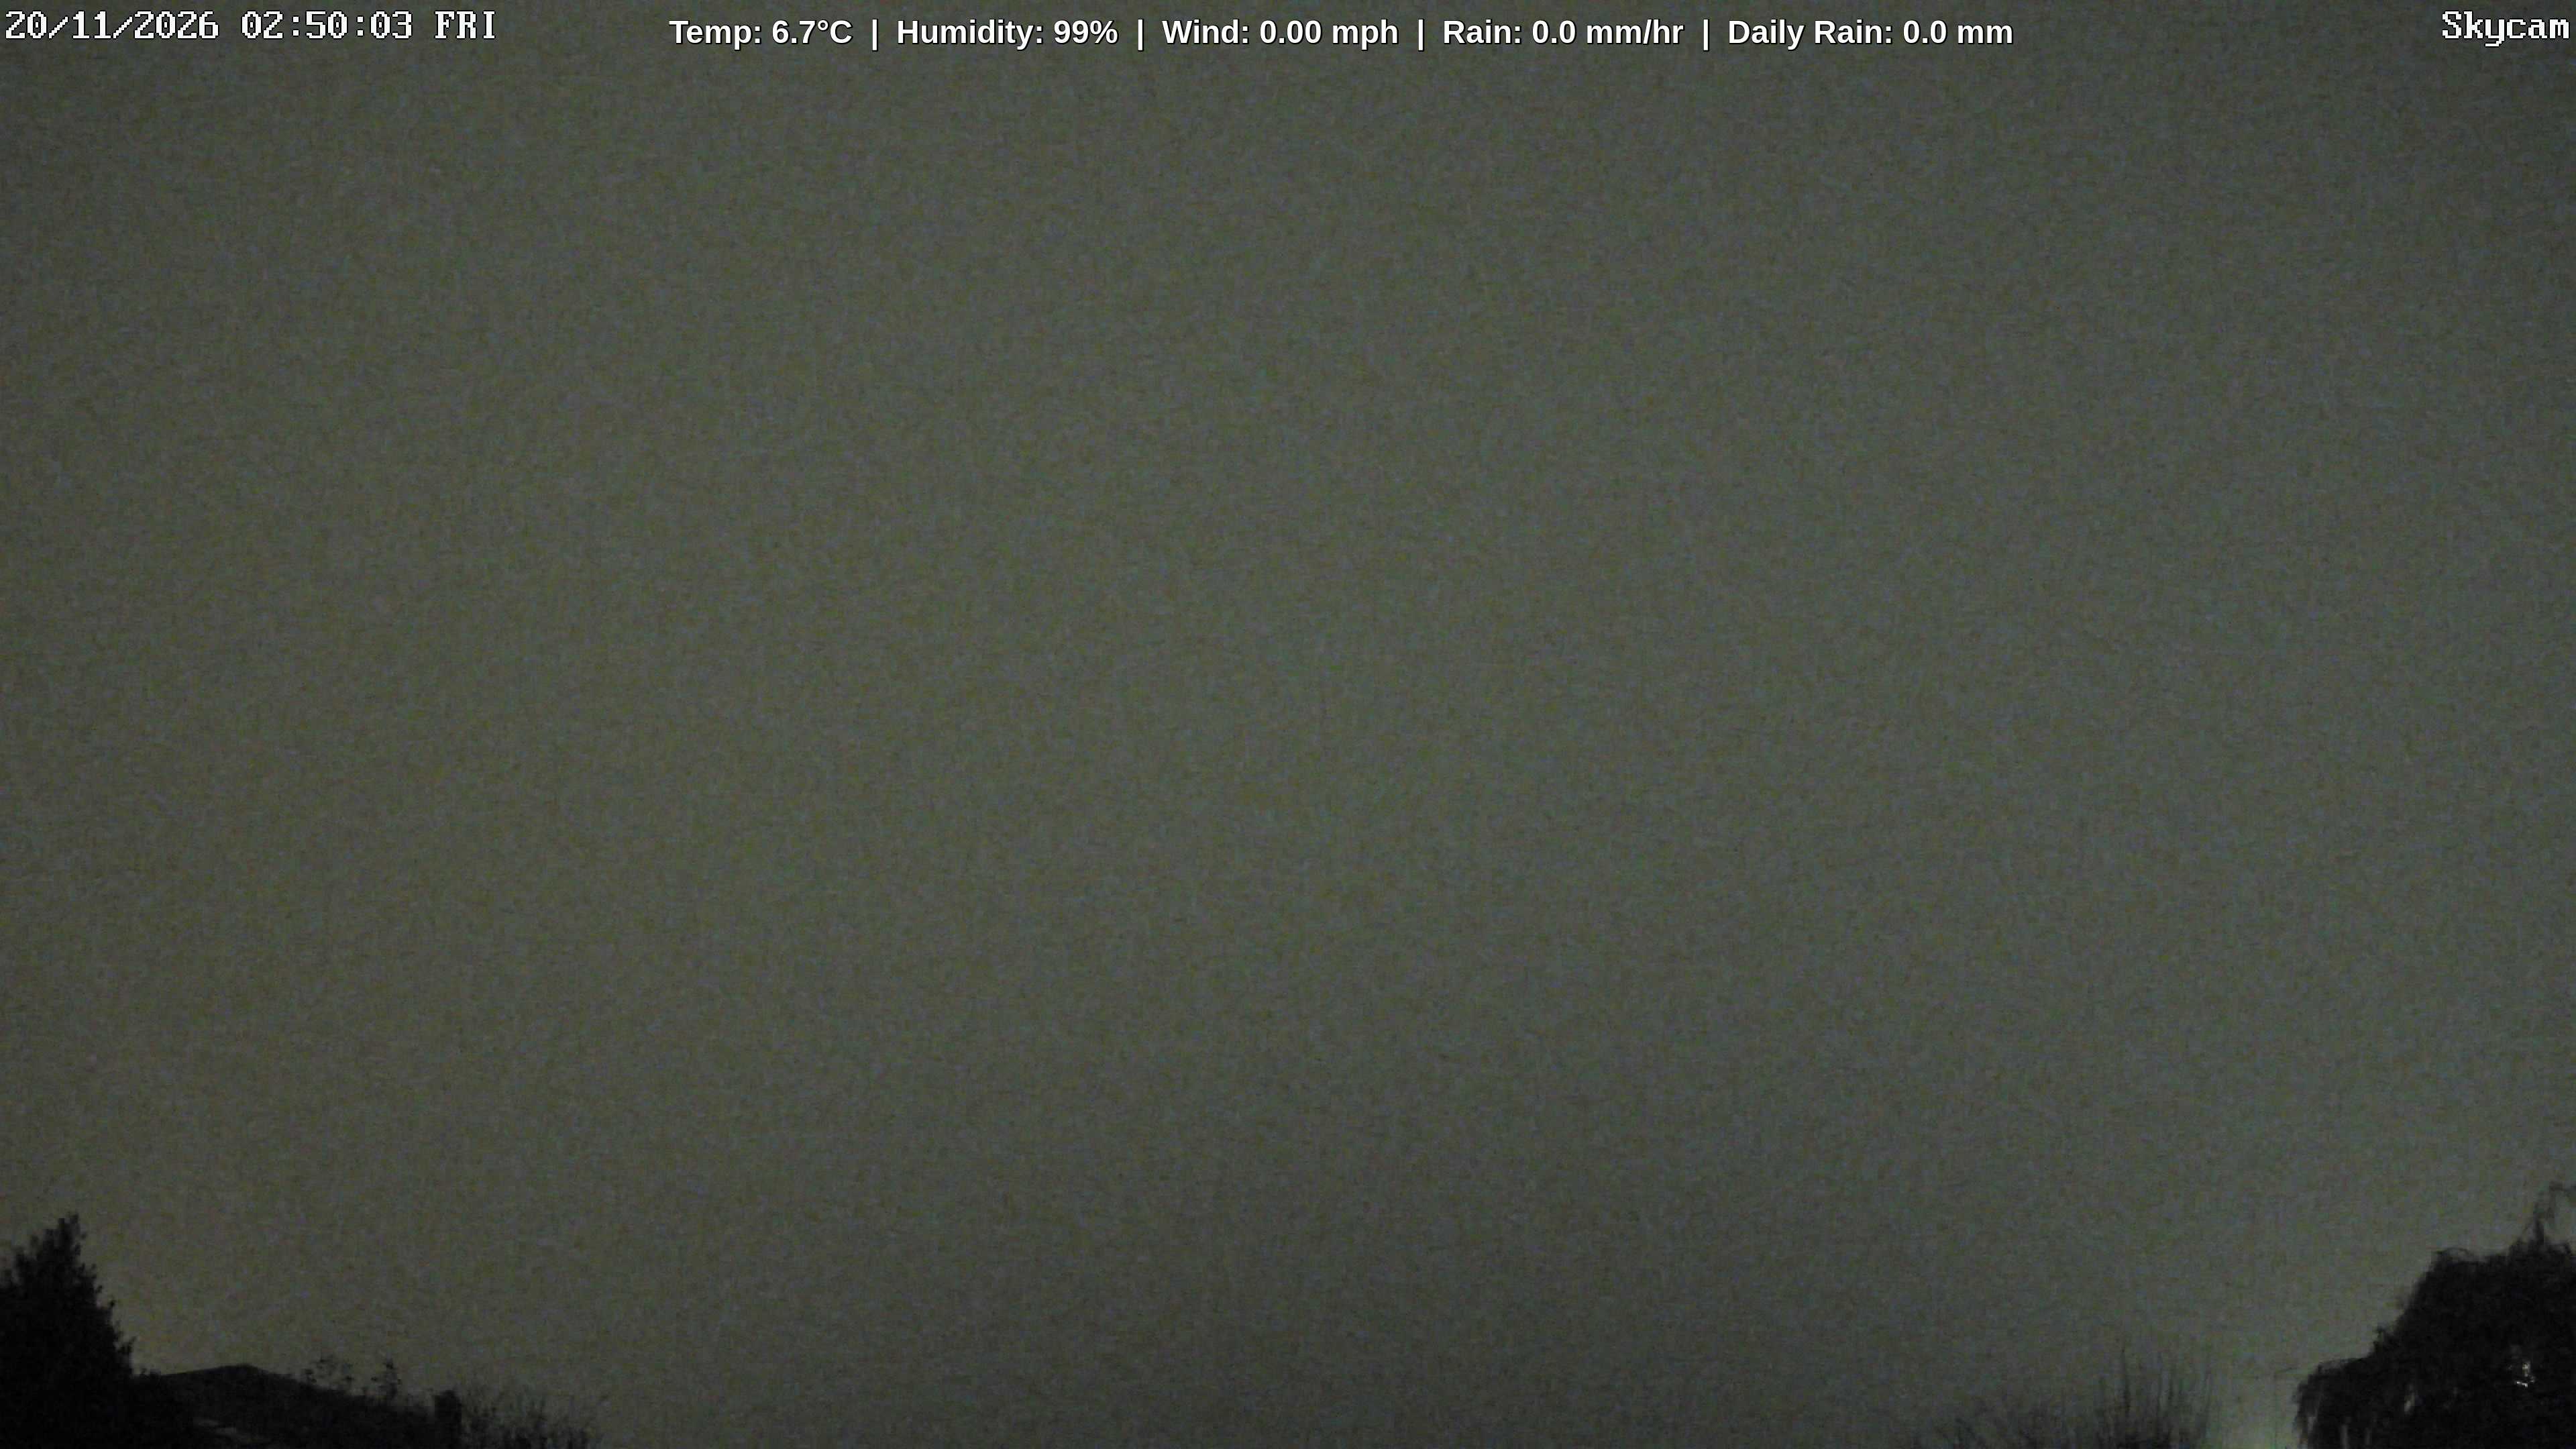 20/11/2026 02:50:03 FRI
Temp: 6.7°C | Humidity: 99% | Wind: 0.00 mph | Rain: 0.0 mm/hr | Daily Rain: 0.0 mm
Skycam